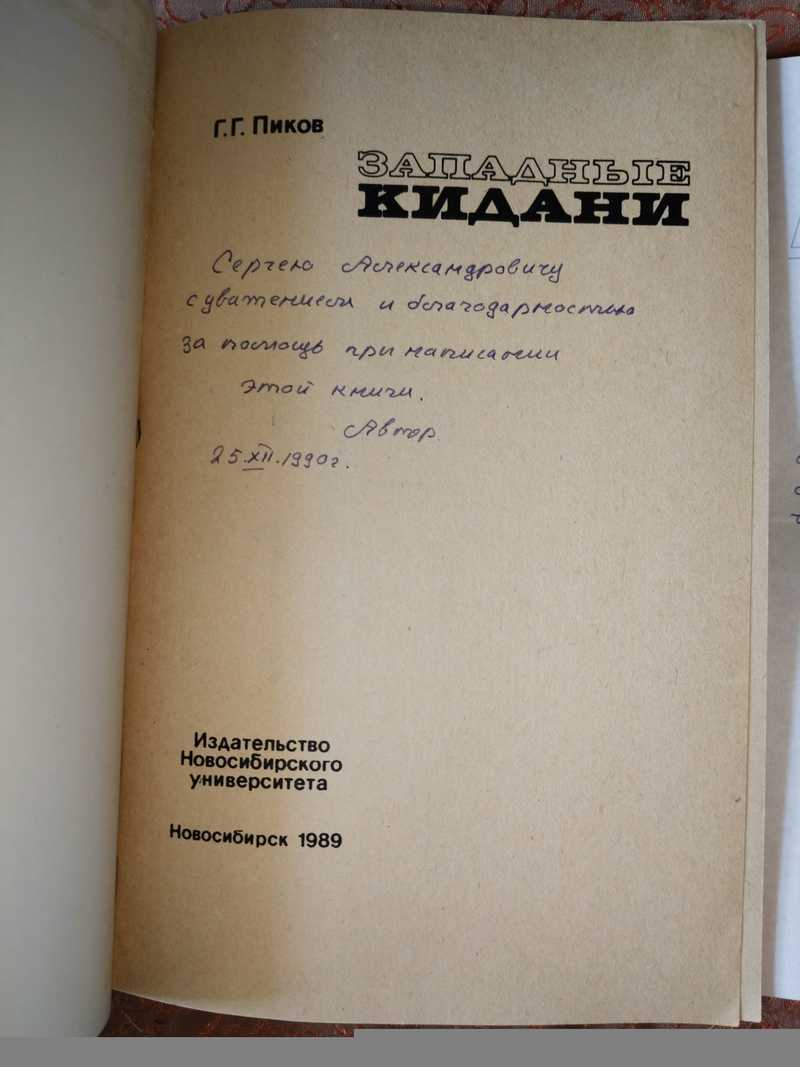 Г.Г. Пиков
ЗАПАДНЫЕ
КИДАНИ
Сергею Александровичу
с уважением и благодарностью
за помощь при написании
этой книги.
Автор
25.XII.1990г.
Издательство
Новосибирского
университета
Новосибирск 1989